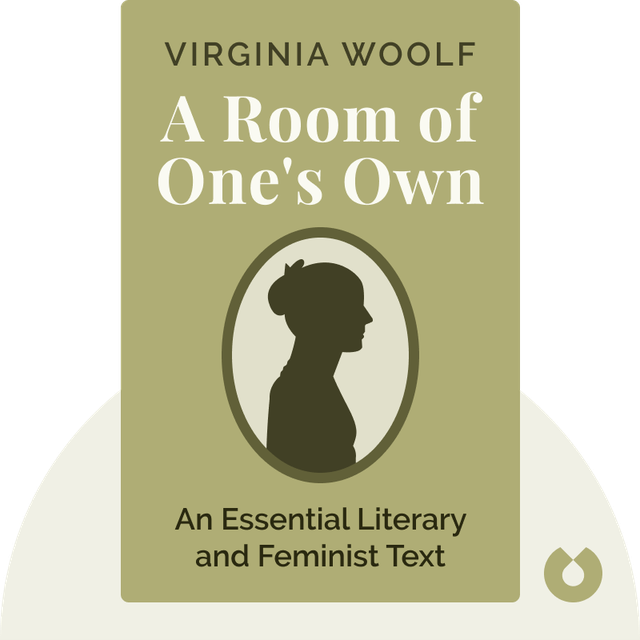 VIRGINIA WOOLF
A Room of
One's Own
An Essential Literary
and Feminist Text